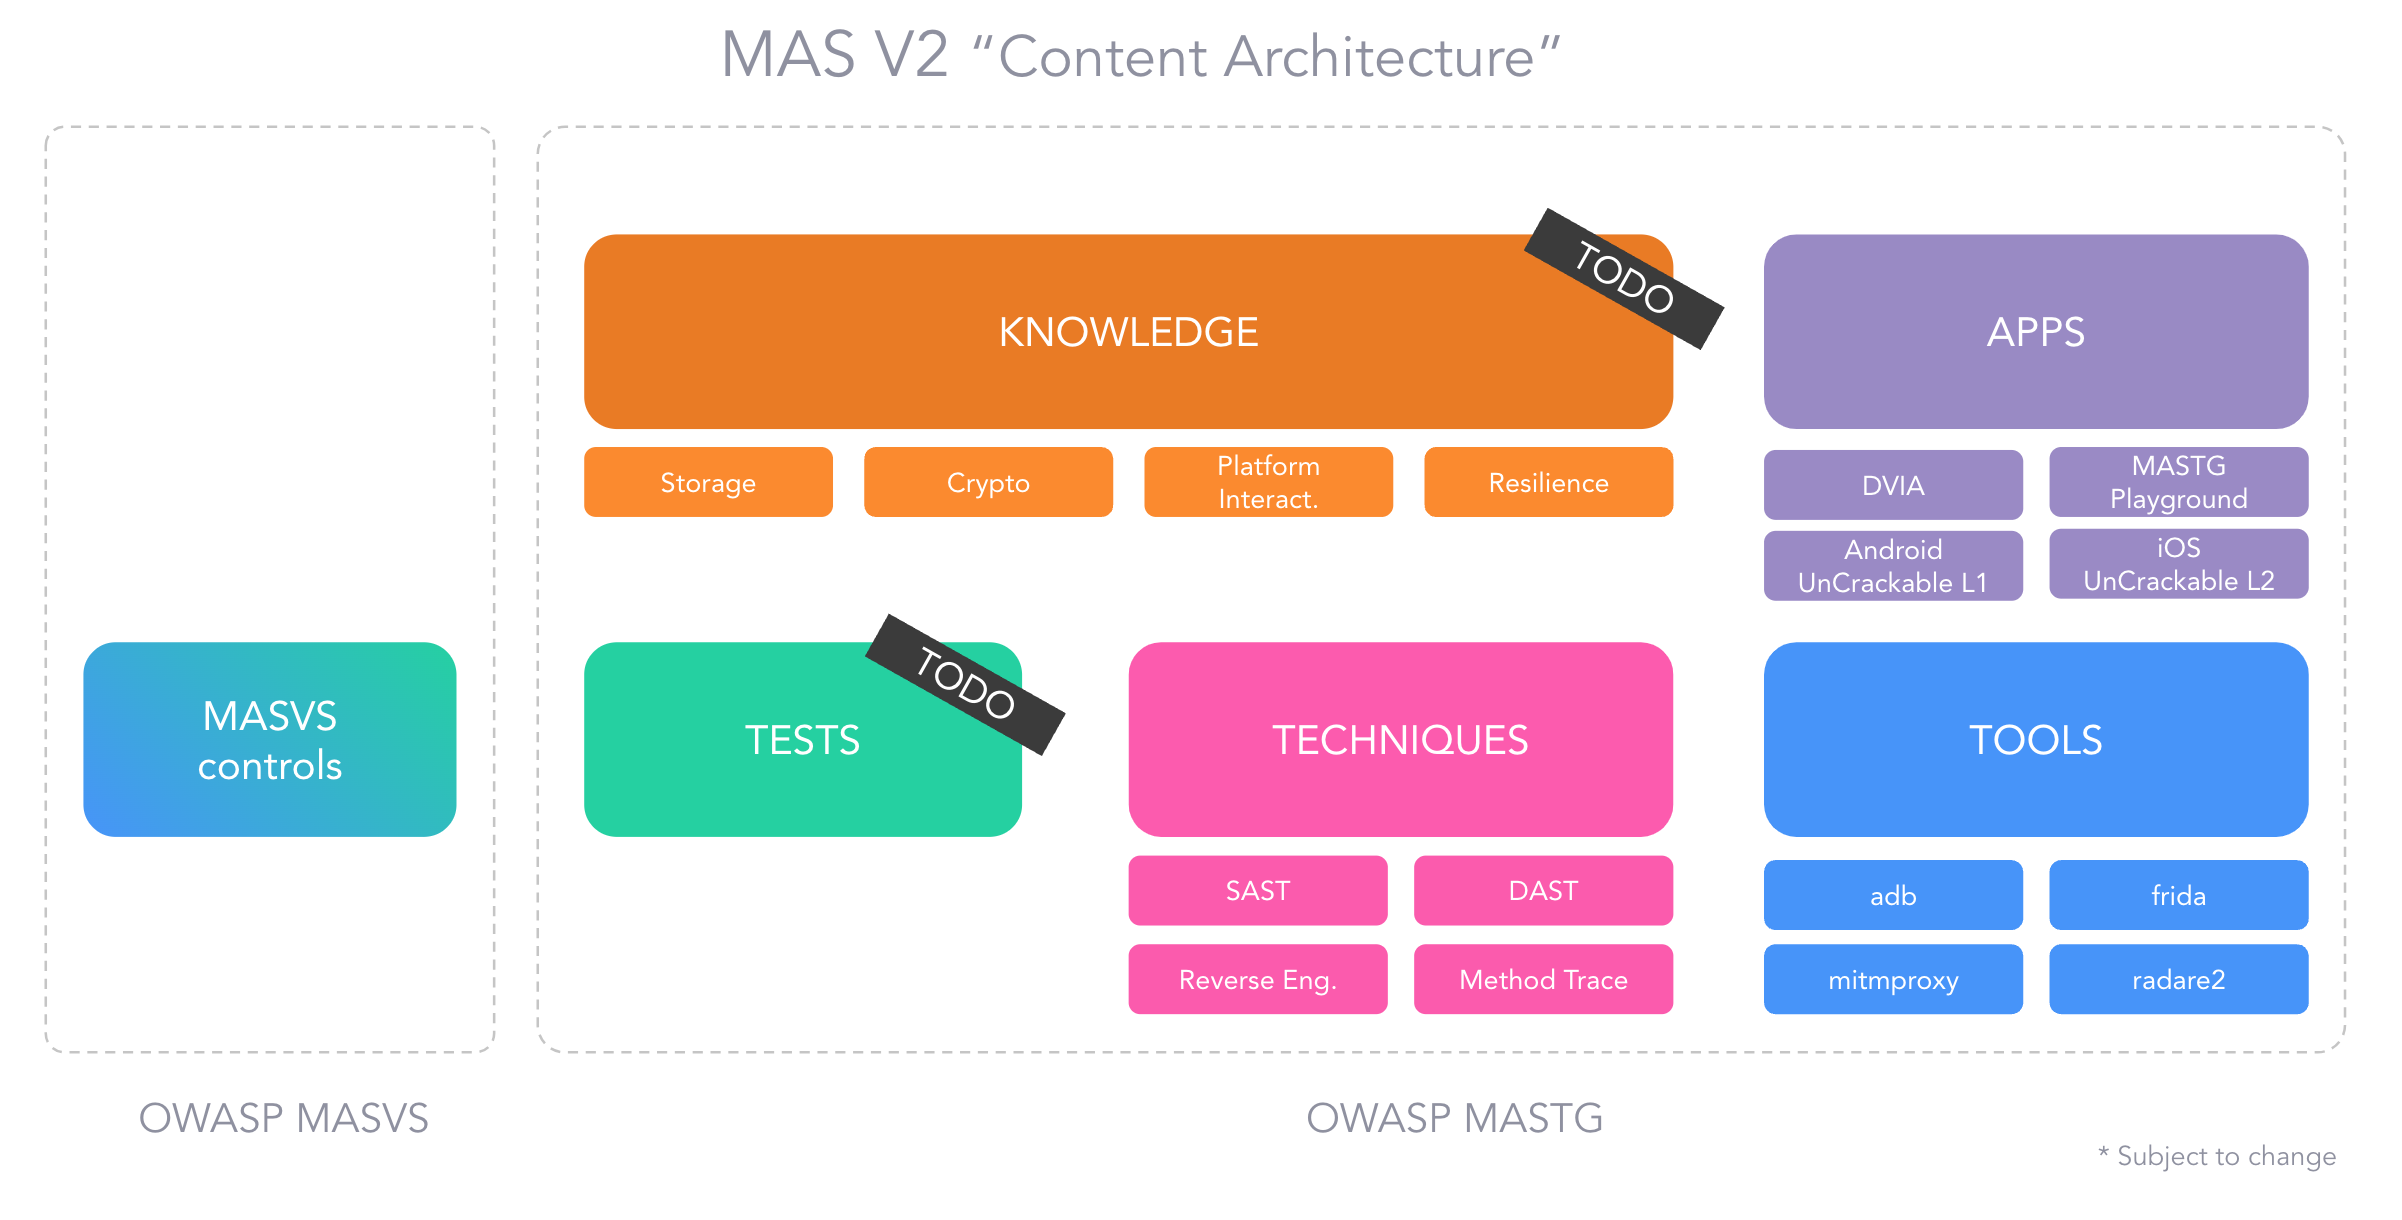 MAS V2 “Content Architecture”
MASVS
controls
OWASP MASVS
KNOWLEDGE
TODO
Storage
Crypto
Platform
Interact.
Resilience
APPS
DVIA
MASTG
Playground
Android
UnCrackable L1
iOS
UnCrackable L2
TESTS
TODO
TECHNIQUES
SAST
DAST
Reverse Eng.
Method Trace
TOOLS
adb
frida
mitmproxy
radare2
OWASP MASTG
* Subject to change